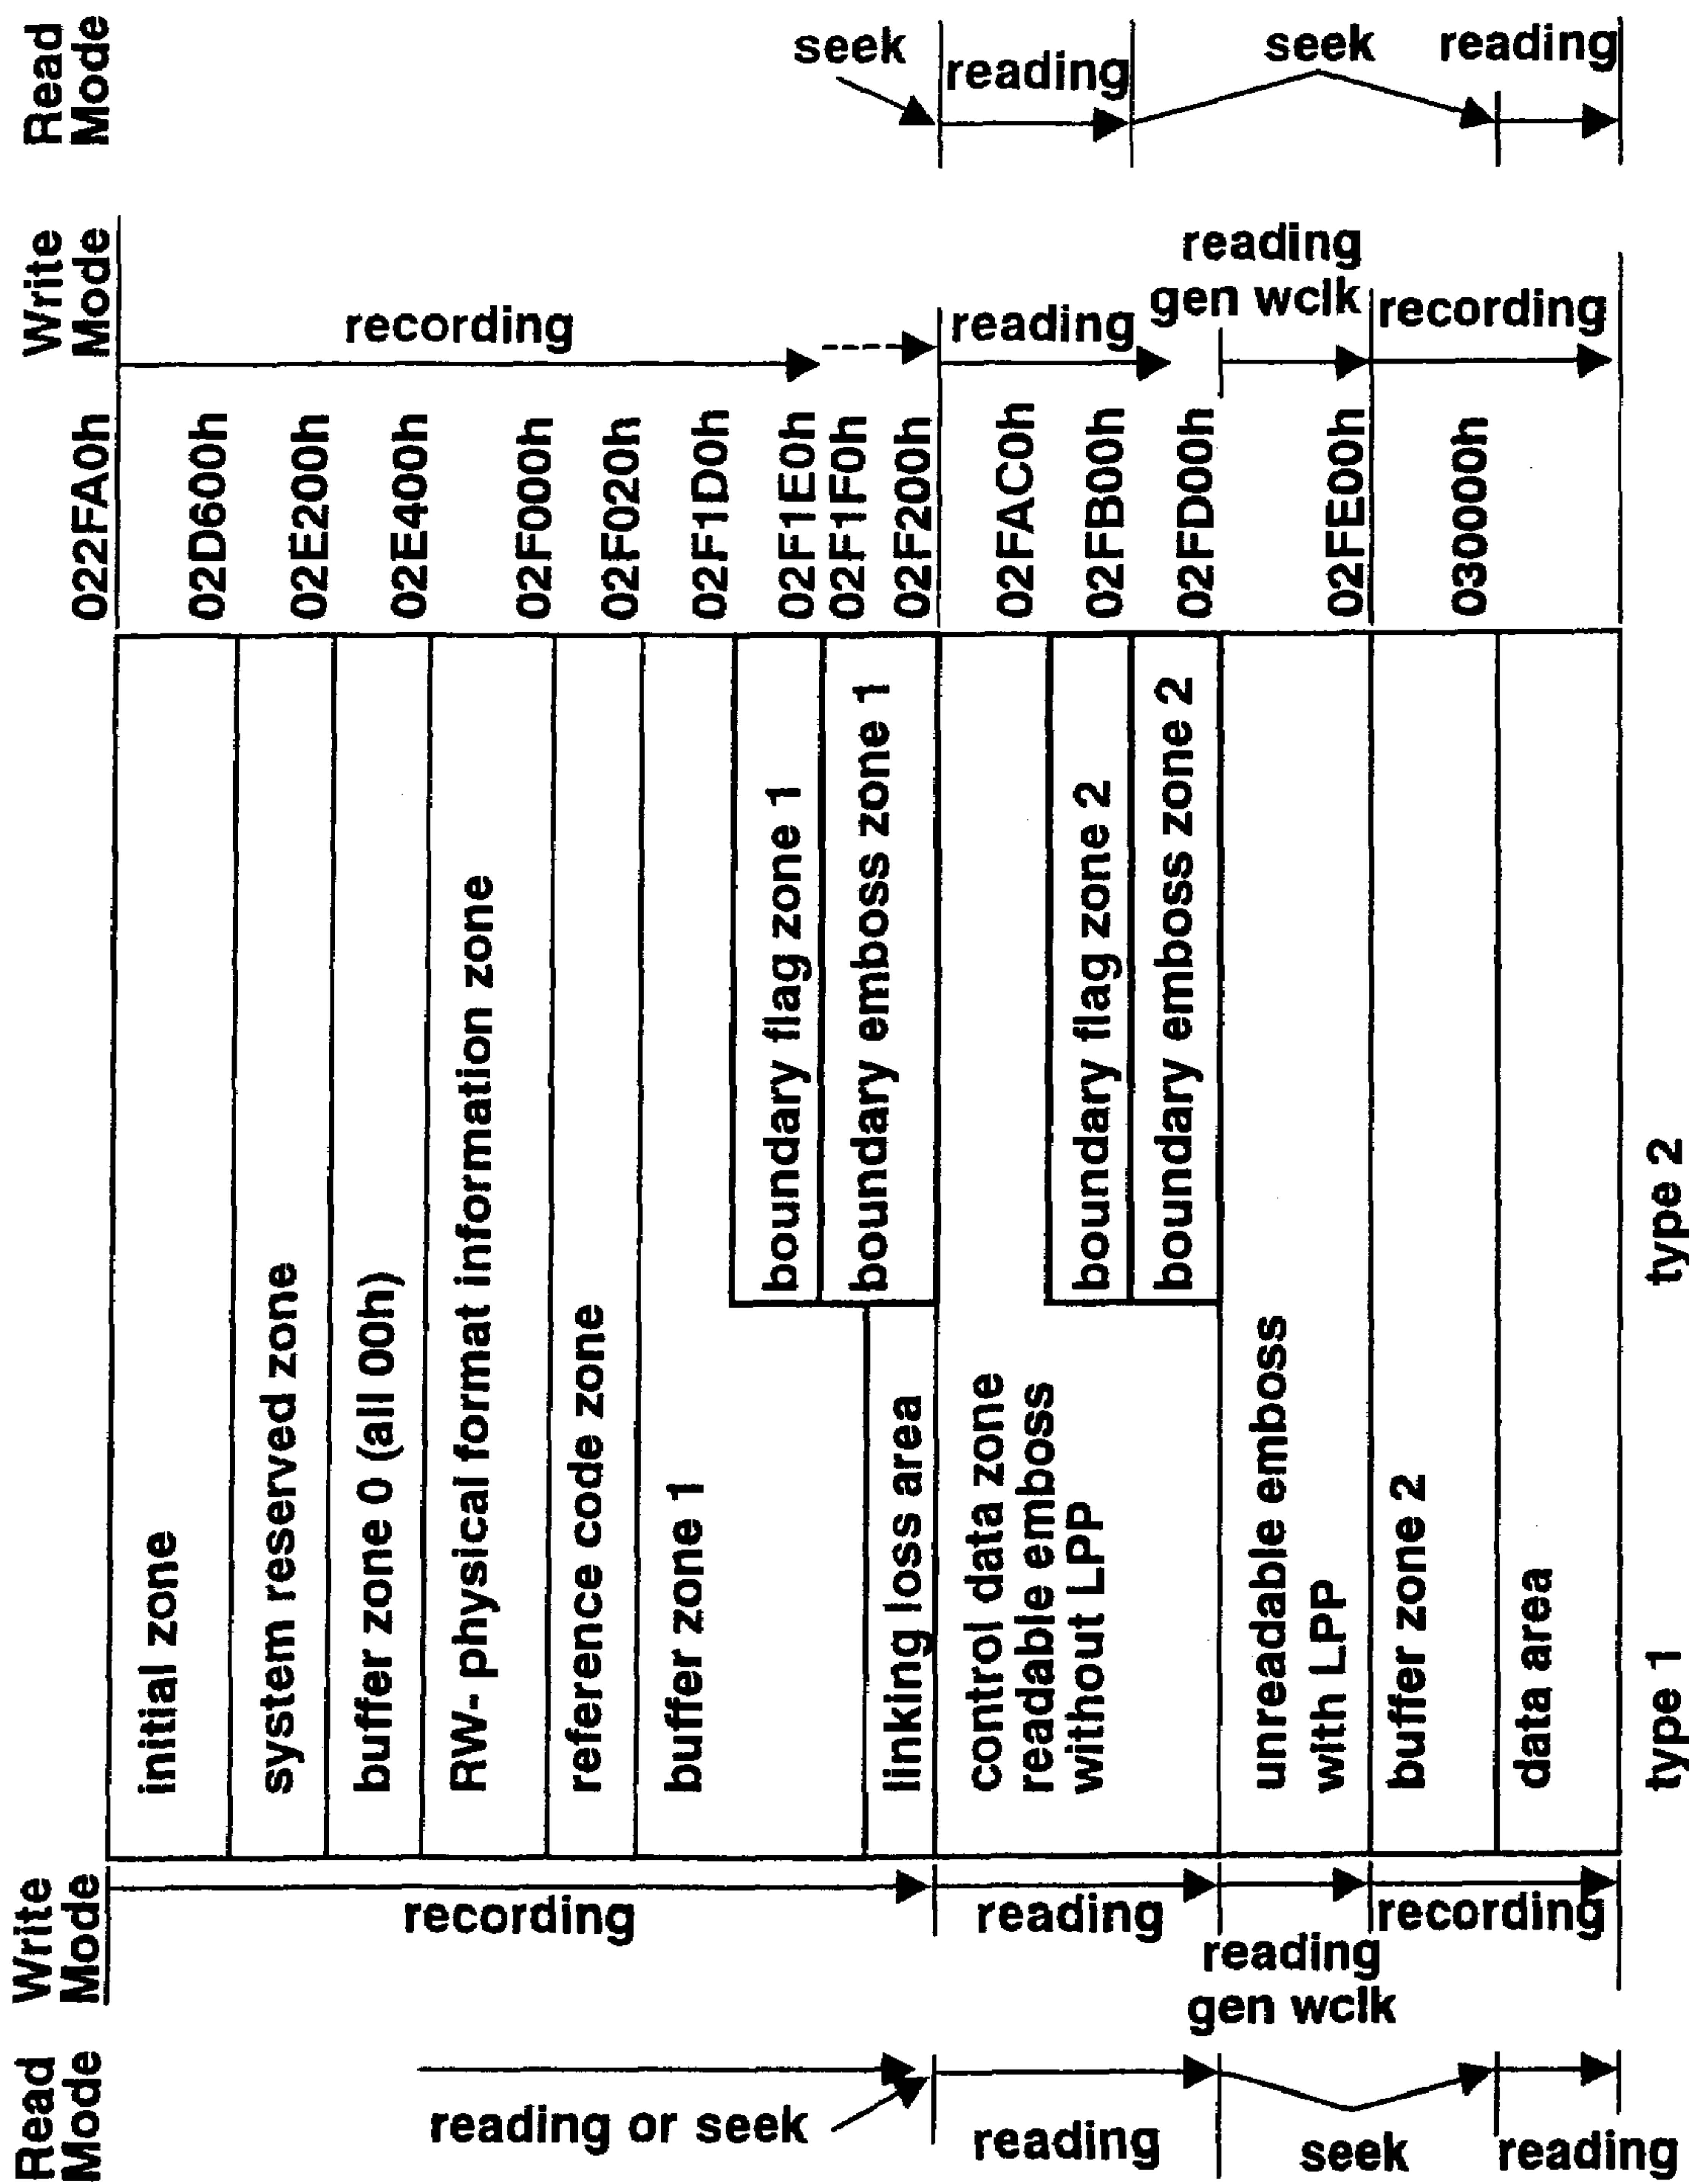 Read
Mode
seek
reading
seek
reading
Write
Mode
recording
reading
reading
gen wclk
recording
022FA0h
02D600h
02E200h
02E400h
02F000h
02F020h
02F1D0h
02F1E0h
02F1F0h
02F200h
02FAC0h
02FB00h
02FD00h
02FE00h
030000h
initial zone
system reserved zone
buffer zone 0 (all 00h)
RW- physical format information zone
reference code zone
buffer zone 1
boundary flag zone 1
boundary emboss zone 1
linking loss area
control data zone
readable emboss
without LPP
boundary flag zone 2
boundary emboss zone 2
unreadable emboss
with LPP
buffer zone 2
data area
type 1
type 2
Write
Mode
recording
reading
reading
gen wclk
recording
Read
Mode
reading or seek
reading
seek
reading